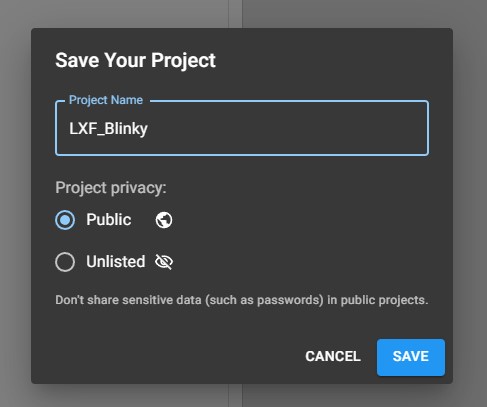 Save Your Project
Project Name
LXF_Blinky
Project privacy:
Public
Unlisted
Don't share sensitive data (such as passwords) in public projects.
CANCEL SAVE